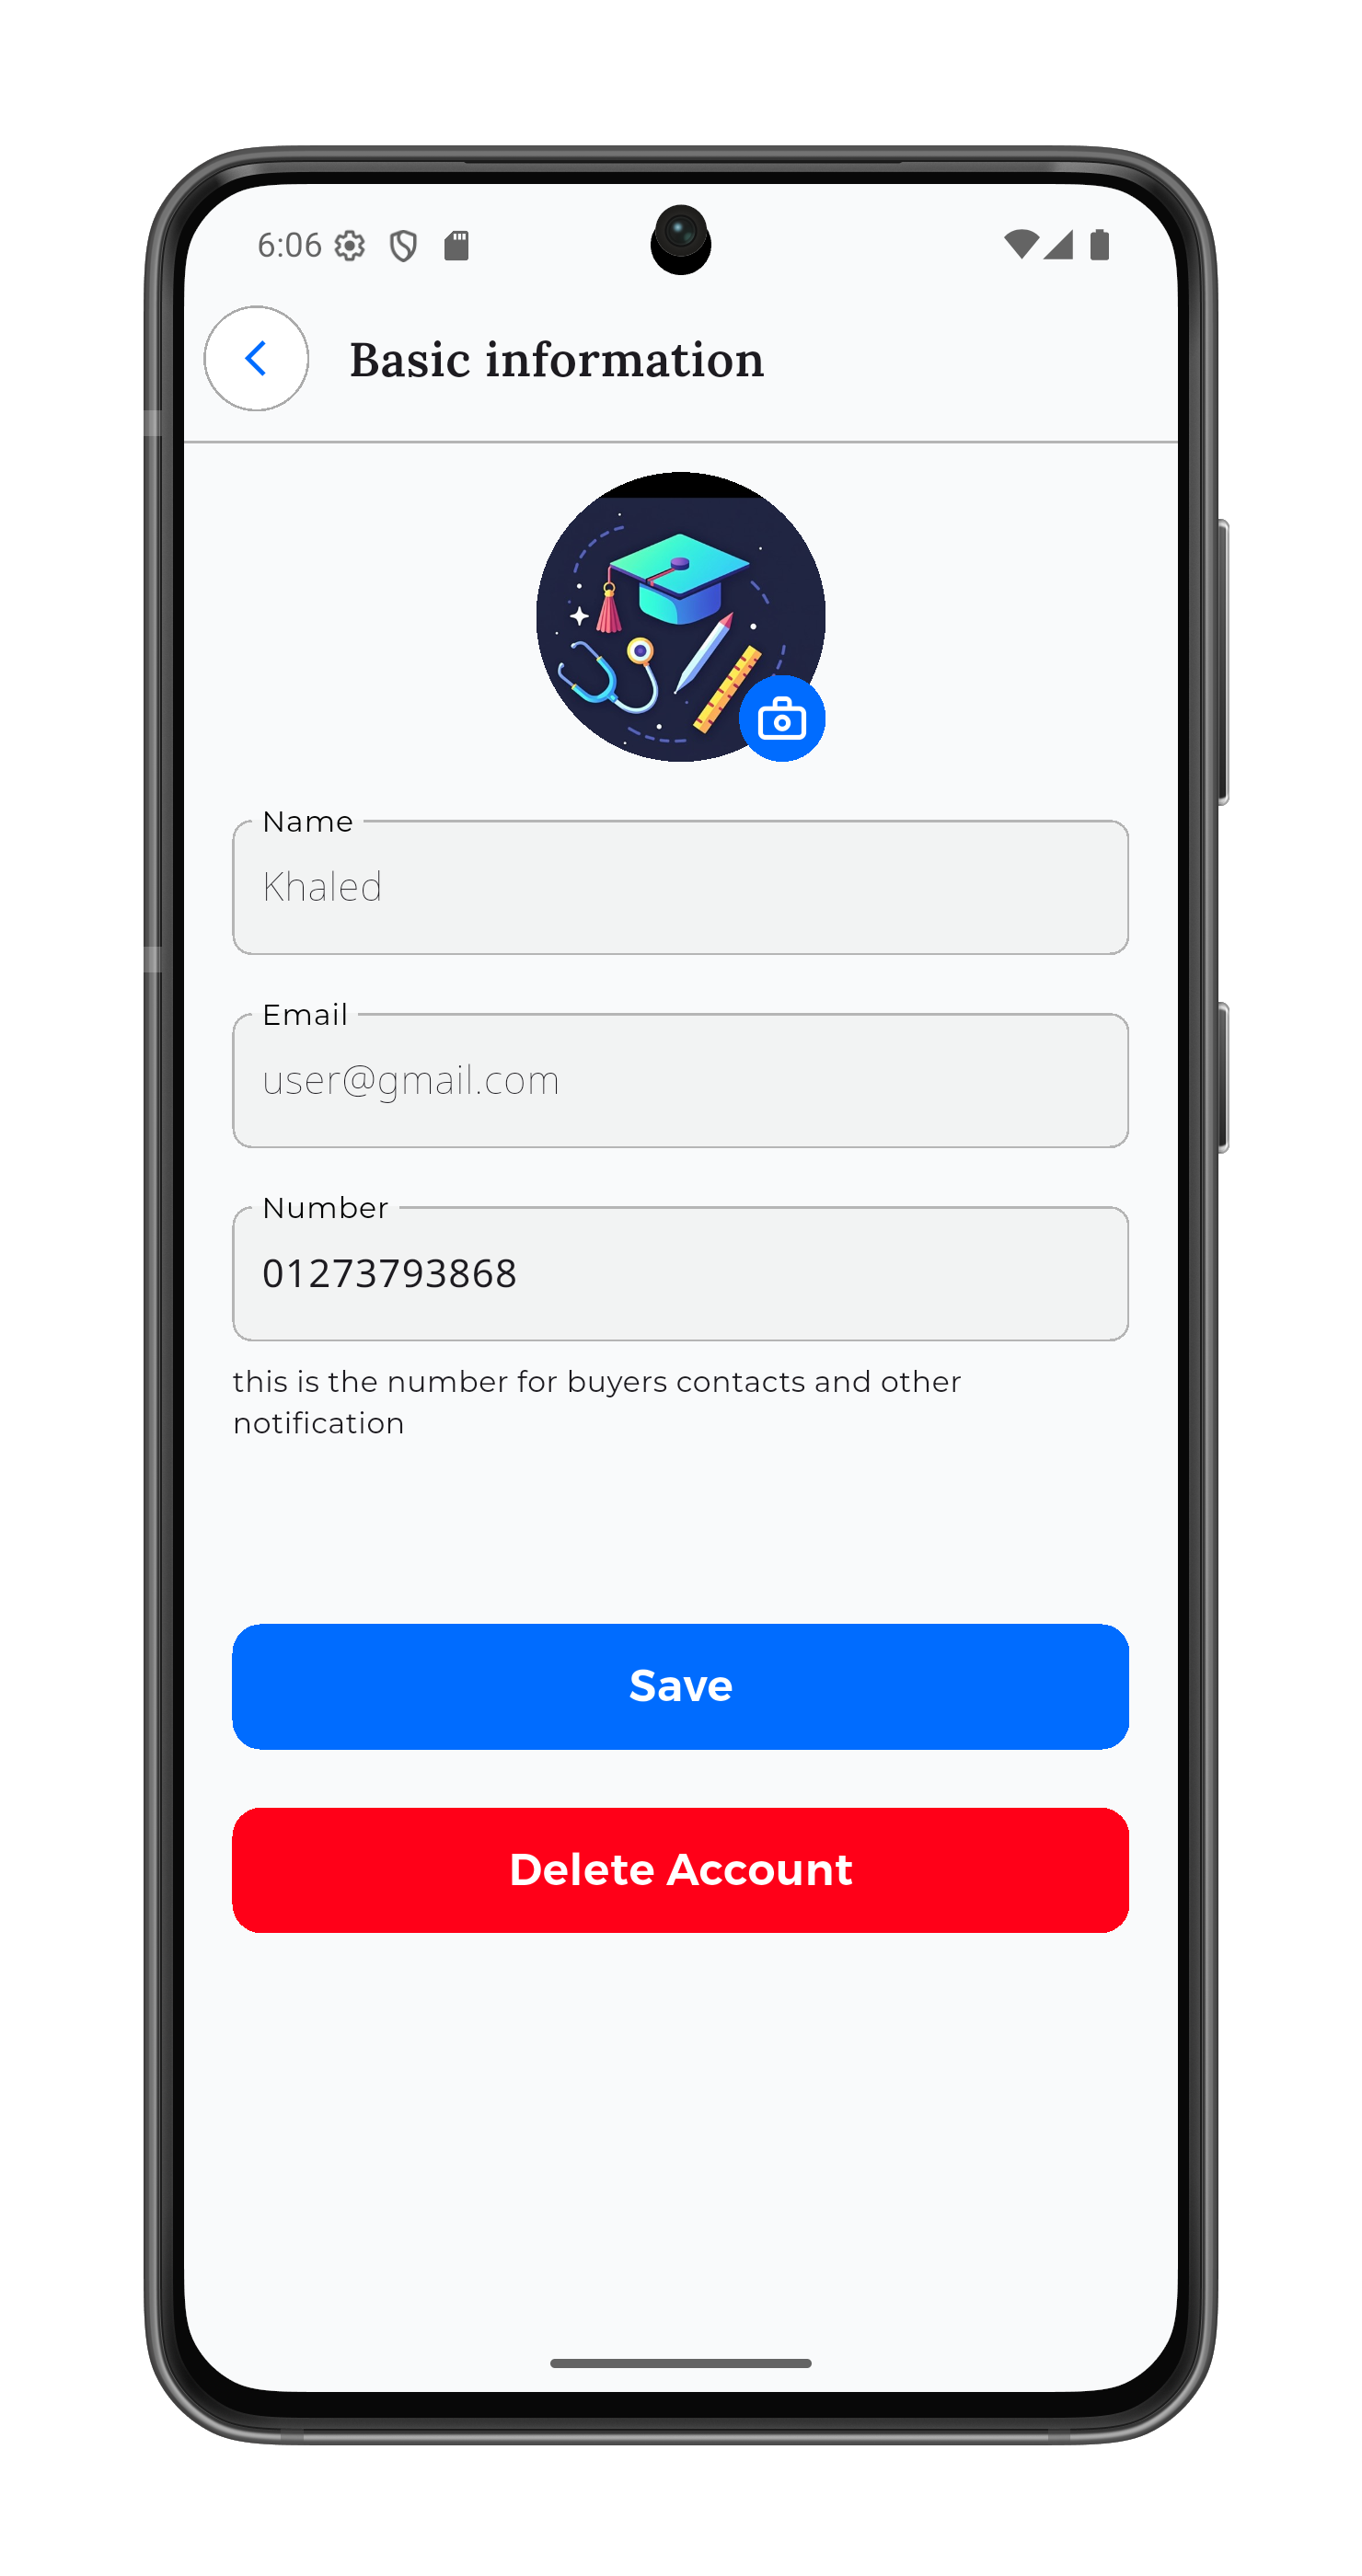 6:06
Basic information
Name
Khaled
Email
user@gmail.com
Number
01273793868
this is the number for buyers contacts and other
notification
Save
Delete Account